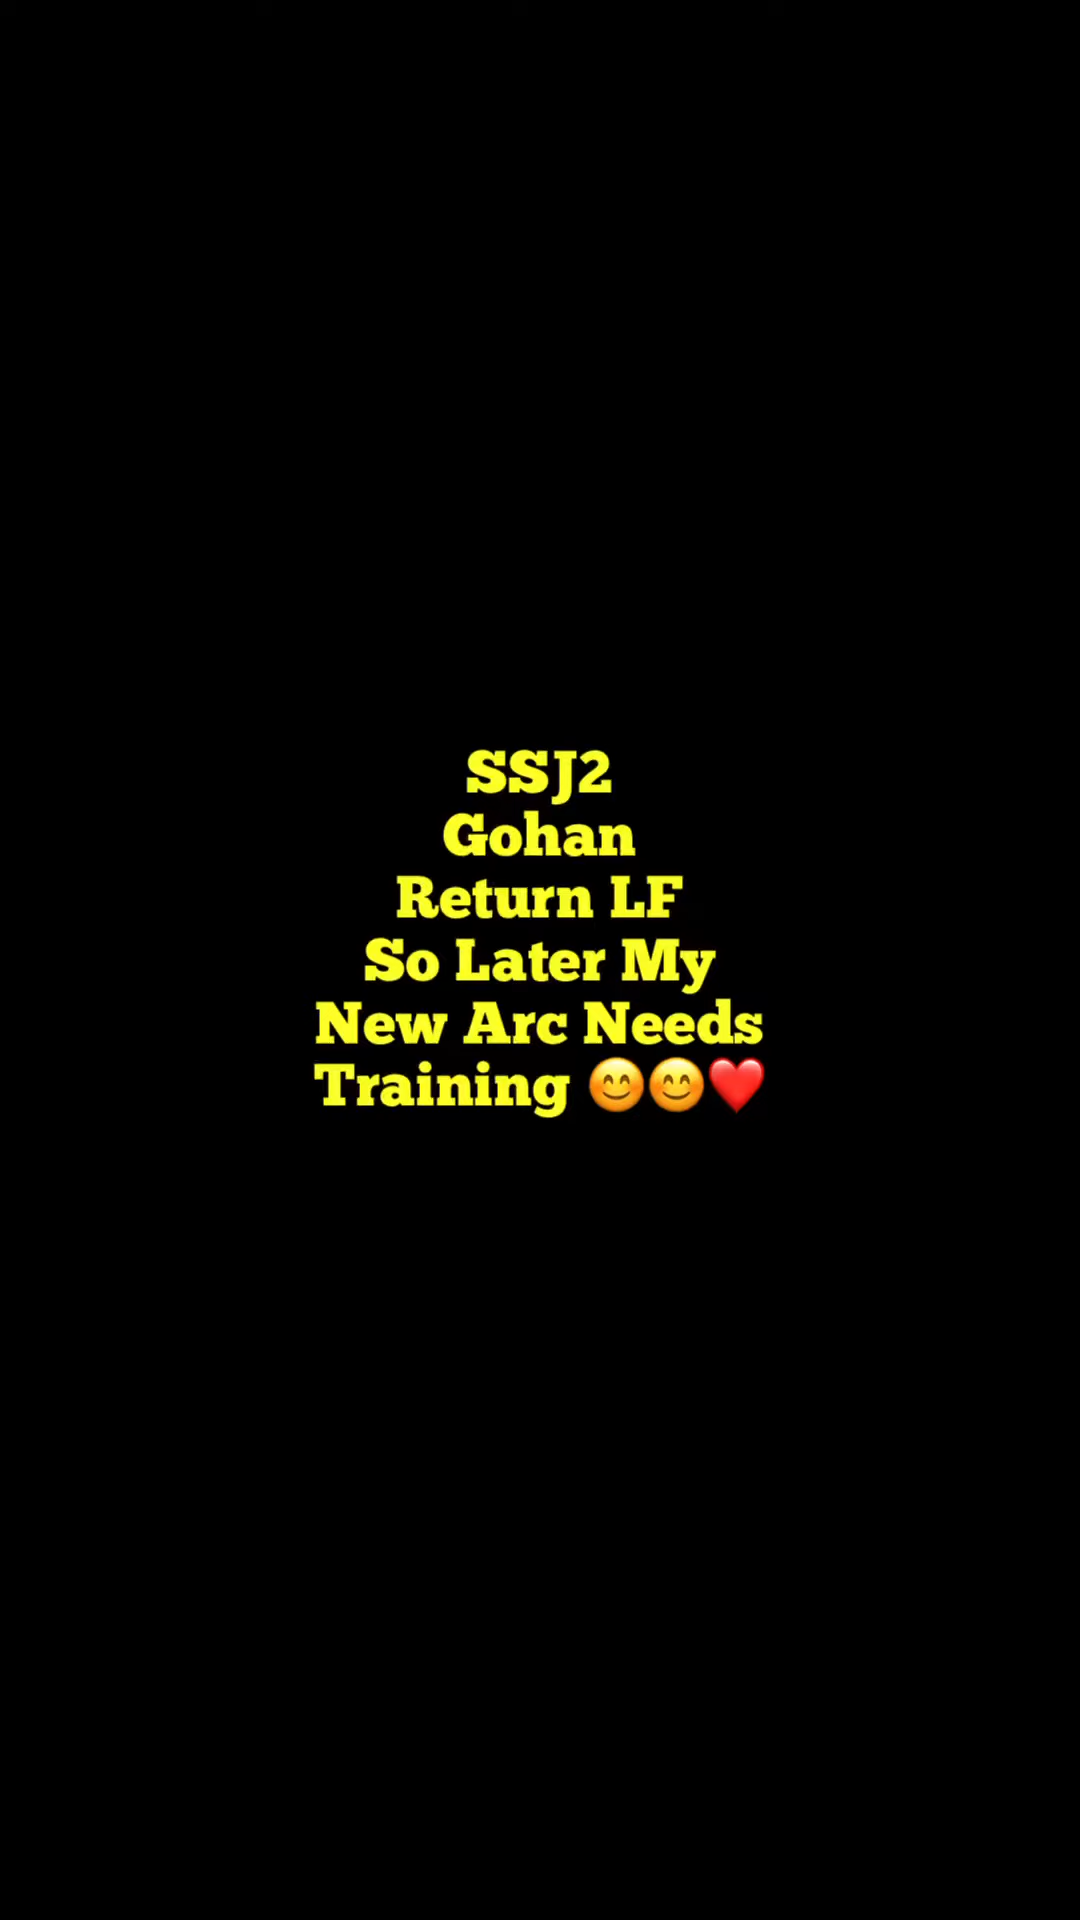 SSJ2
Gohan
Return LF
So Later My
New Arc Needs
Training 😊😊❤️